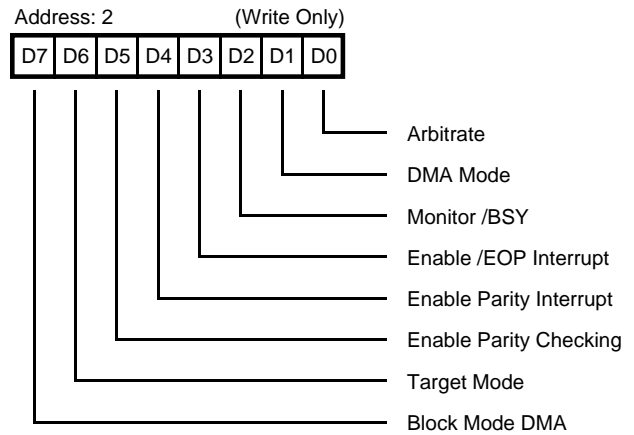 Address: 2 (Write Only)
D7 D6 D5 D4 D3 D2 D1 D0
Arbitrate
DMA Mode
Monitor /BSY
Enable /EOP Interrupt
Enable Parity Interrupt
Enable Parity Checking
Target Mode
Block Mode DMA